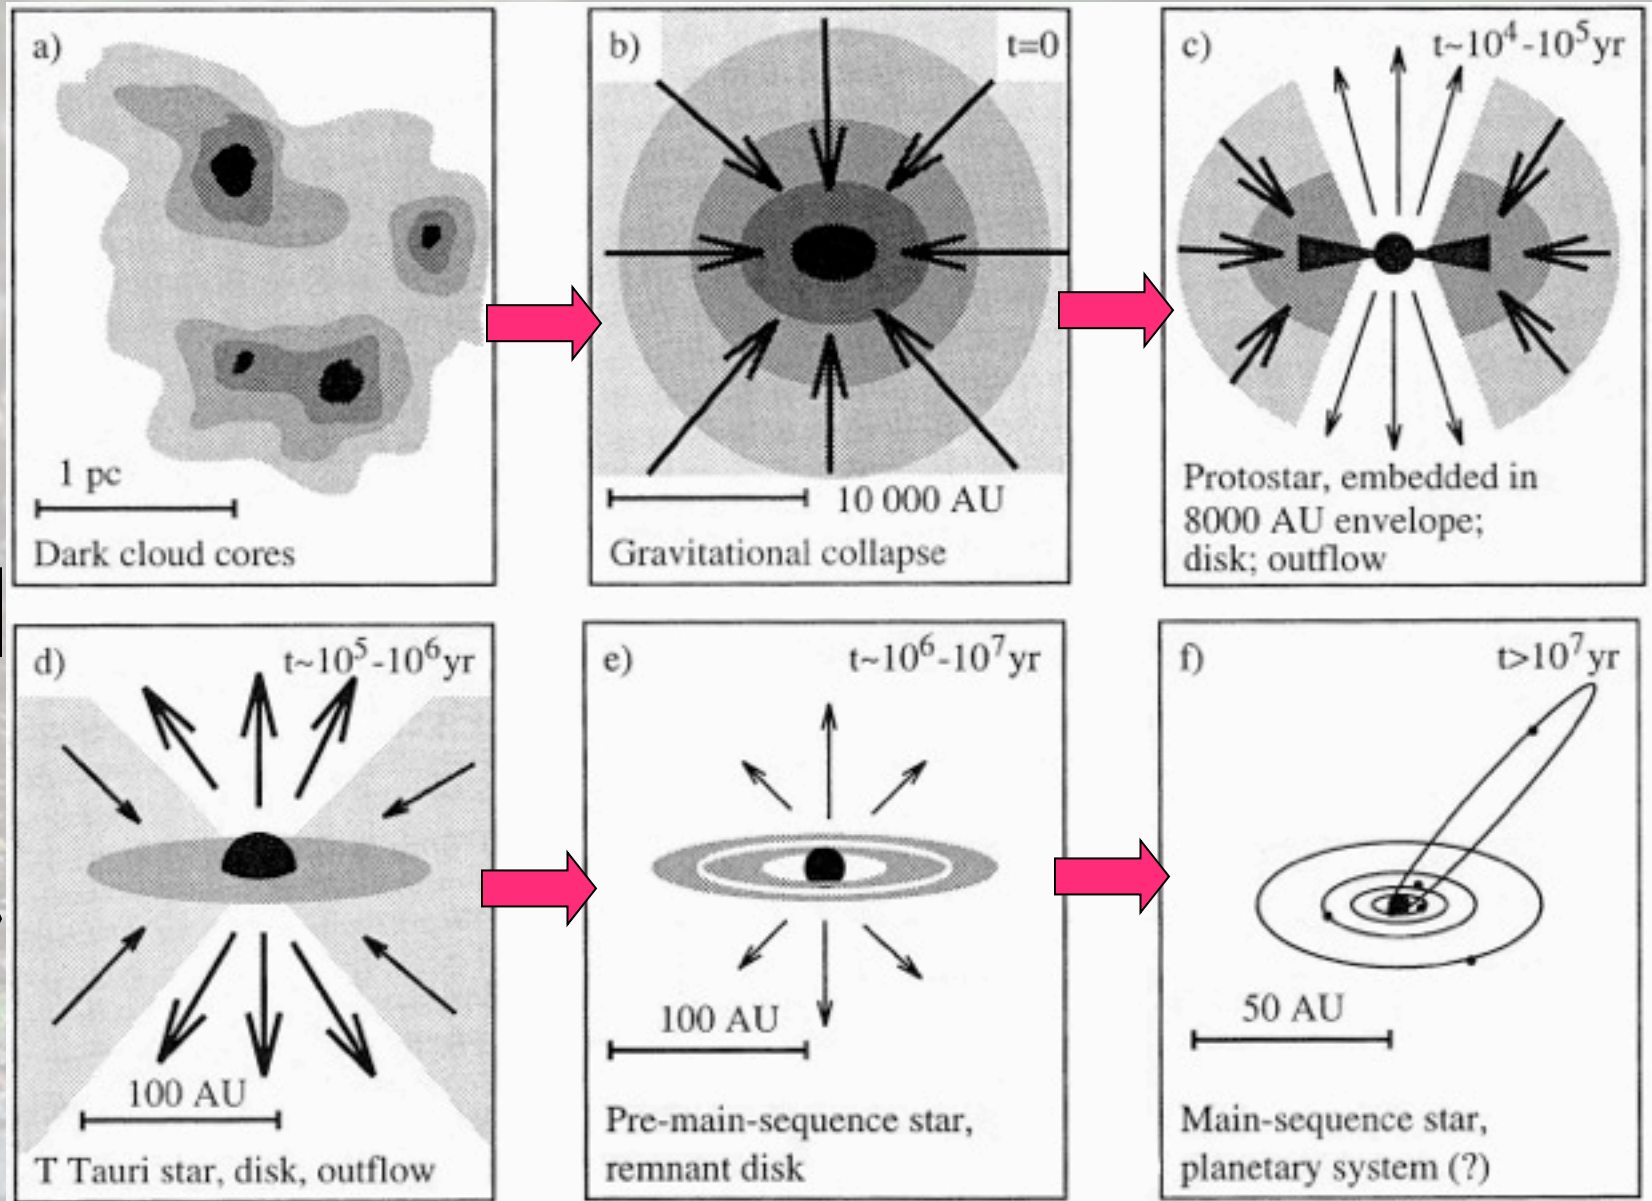 a)
1 pc
Dark cloud cores
b)
t=0
10 000 AU
Gravitational collapse
c)
t~10⁴-10⁵yr
Protostar, embedded in
8000 AU envelope;
disk; outflow
d)
t~10⁵-10⁶yr
100 AU
T Tauri star, disk, outflow
e)
t~10⁶-10⁷yr
100 AU
Pre-main-sequence star,
remnant disk
f)
t>10⁷yr
50 AU
Main-sequence star,
planetary system (?)